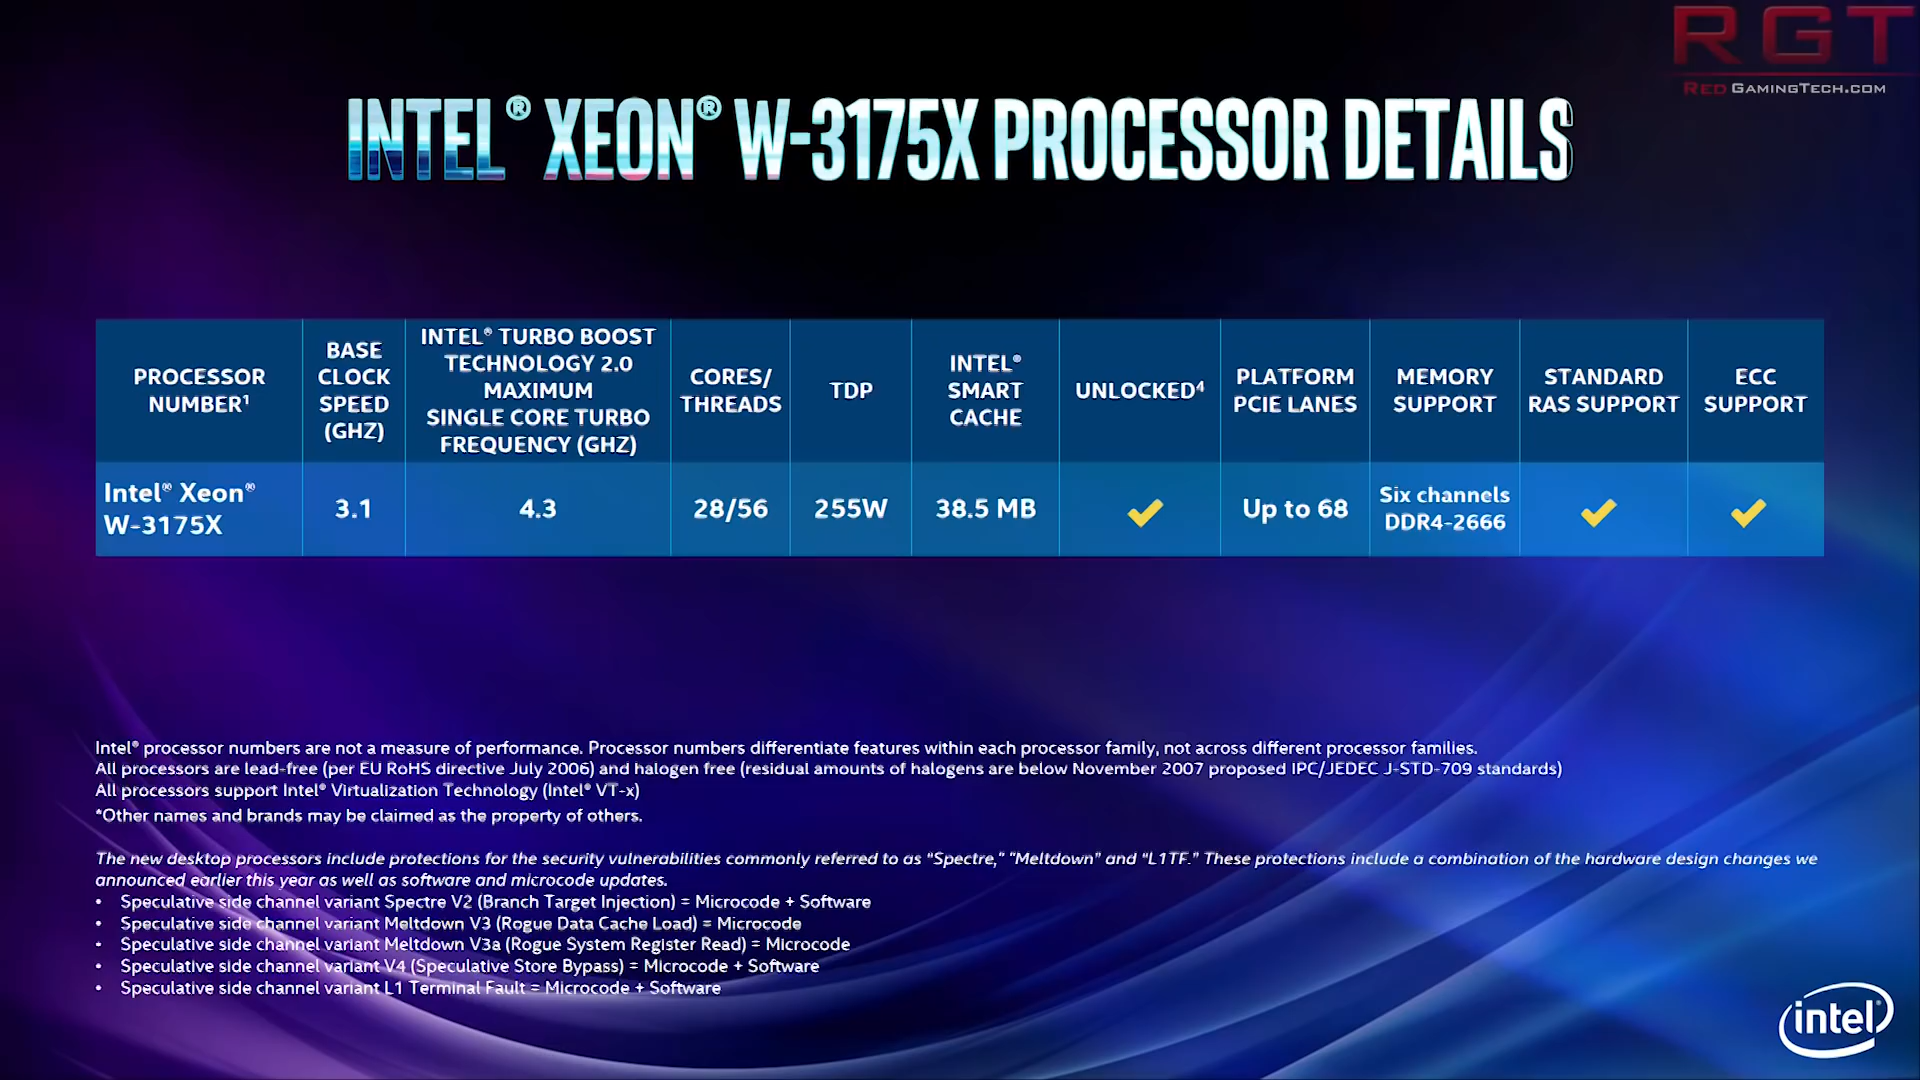 RGT
RED GAMINGTECH.COM
INTEL® XEON® W-3175X PROCESSOR DETAILS
PROCESSOR
NUMBER¹
BASE
CLOCK
SPEED
(GHZ)
INTEL® TURBO BOOST
TECHNOLOGY 2.0
MAXIMUM
SINGLE CORE TURBO
FREQUENCY (GHZ)
CORES/
THREADS
TDP
INTEL®
SMART
CACHE
UNLOCKED⁴
PLATFORM
PCIE LANES
MEMORY
SUPPORT
STANDARD
RAS SUPPORT
ECC
SUPPORT
Intel® Xeon®
W-3175X
3.1
4.3
28/56
255W
38.5 MB
Up to 68
Six channels
DDR4-2666
Intel® processor numbers are not a measure of performance. Processor numbers differentiate features within each processor family, not across different processor families.
All processors are lead-free (per EU RoHS directive July 2006) and halogen free (residual amounts of halogens are below November 2007 proposed IPC/JEDEC J-STD-709 standards)
All processors support Intel® Virtualization Technology (Intel® VT-x)
*Other names and brands may be claimed as the property of others.
The new desktop processors include protections for the security vulnerabilities commonly referred to as “Spectre,” “Meltdown” and “L1TF.” These protections include a combination of the hardware design changes we
announced earlier this year as well as software and microcode updates.
• Speculative side channel variant Spectre V2 (Branch Target Injection) = Microcode + Software
• Speculative side channel variant Meltdown V3 (Rogue Data Cache Load) = Microcode
• Speculative side channel variant Meltdown V3a (Rogue System Register Read) = Microcode
• Speculative side channel variant V4 (Speculative Store Bypass) = Microcode + Software
• Speculative side channel variant L1 Terminal Fault = Microcode + Software
intel®